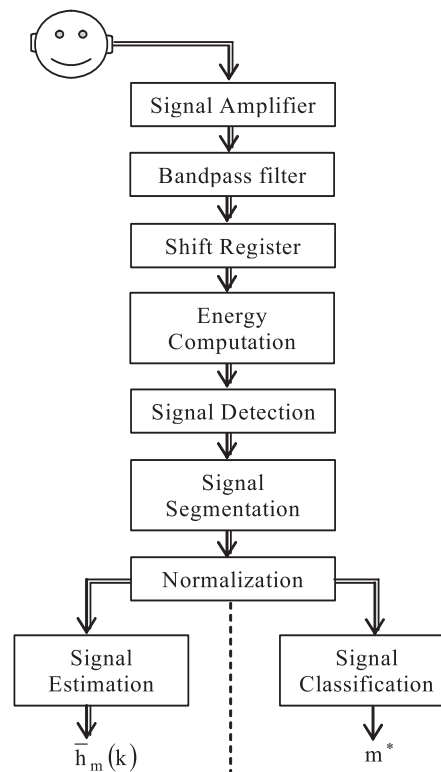 Signal Amplifier
Bandpass filter
Shift Register
Energy
Computation
Signal Detection
Signal
Segmentation
Normalization
Signal
Estimation
Signal
Classification
h̅ₘ(k)
m*